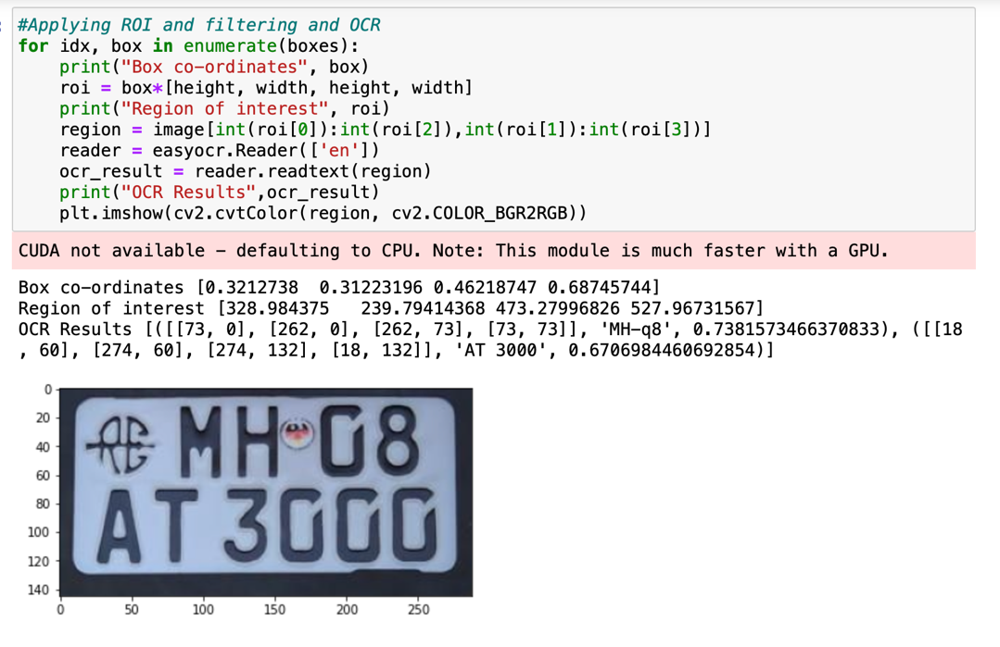 #Applying ROI and filtering and OCR
for idx, box in enumerate(boxes):
    print("Box co-ordinates", box)
    roi = box*[height, width, height, width]
    print("Region of interest", roi)
    region = image[int(roi[0]):int(roi[2]),int(roi[1]):int(roi[3])]
    reader = easyocr.Reader(['en'])
    ocr_result = reader.readtext(region)
    print("OCR Results",ocr_result)
    plt.imshow(cv2.cvtColor(region, cv2.COLOR_BGR2RGB))
CUDA not available - defaulting to CPU. Note: This module is much faster with a GPU.
Box co-ordinates [0.3212738  0.31223196 0.46218747 0.68745744]
Region of interest [328.984375   239.79414368 473.27996826 527.96731567]
OCR Results [([[73, 0], [262, 0], [262, 73], [73, 73]], 'MH-q8', 0.7381573466370833), ([[18
, 60], [274, 60], [274, 132], [18, 132]], 'AT 3000', 0.6706984460692854)]
0
20
40
60
80
100
120
140
MH 08
AT 3000
0 50 100 150 200 250